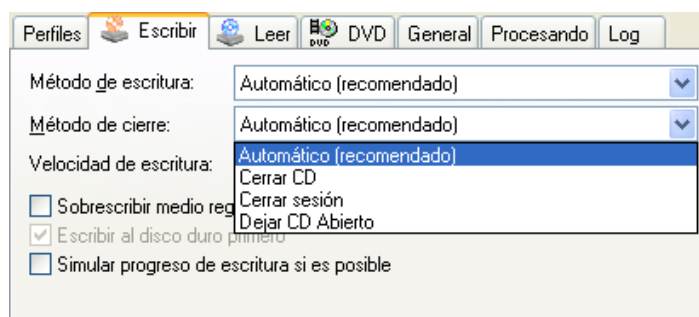 Perfiles Escribir Leer DVD General Procesando Log
Método de escritura: Automático (recomendado)
Método de cierre: Automático (recomendado)
Velocidad de escritura: Automático (recomendado)
Cerrar CD
Cerrar sesión
Sobrescribir medio reg
Dejar CD Abierto
Escribir al disco duro primero
Simular progreso de escritura si es posible